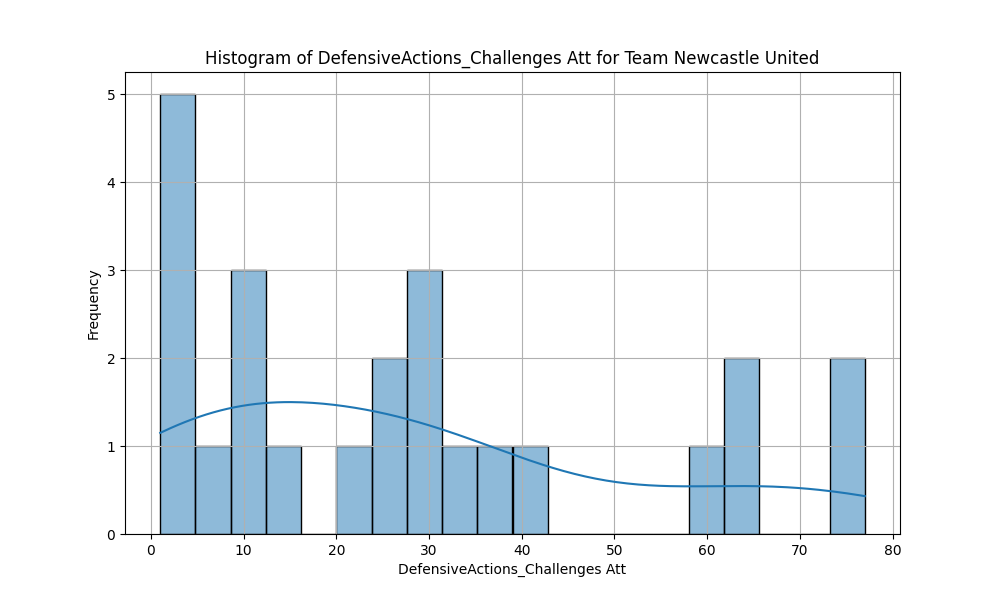 Histogram of DefensiveActions_Challenges Att for Team Newcastle United
5
4
3
2
1
0
Frequency
0 10 20 30 40 50 60 70 80
DefensiveActions_Challenges Att